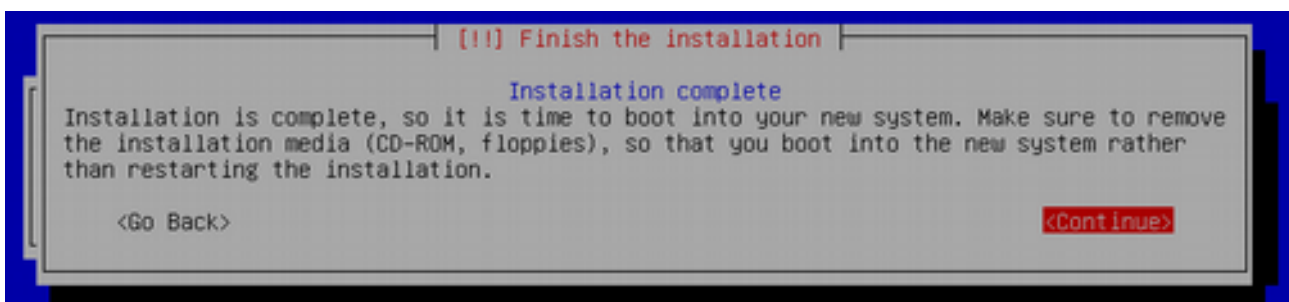 [!!] Finish the installation
Installation complete
Installation is complete, so it is time to boot into your new system. Make sure to remove
the installation media (CD-ROM, floppies), so that you boot into the new system rather
than restarting the installation.
<Go Back> <Continue>